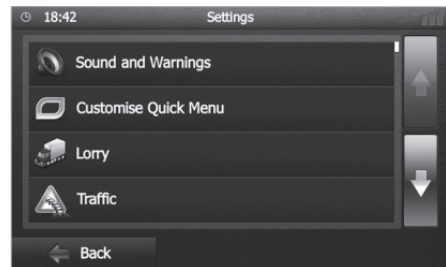 18:42 Settings
Sound and Warnings
Customise Quick Menu
Lorry
Traffic
Back